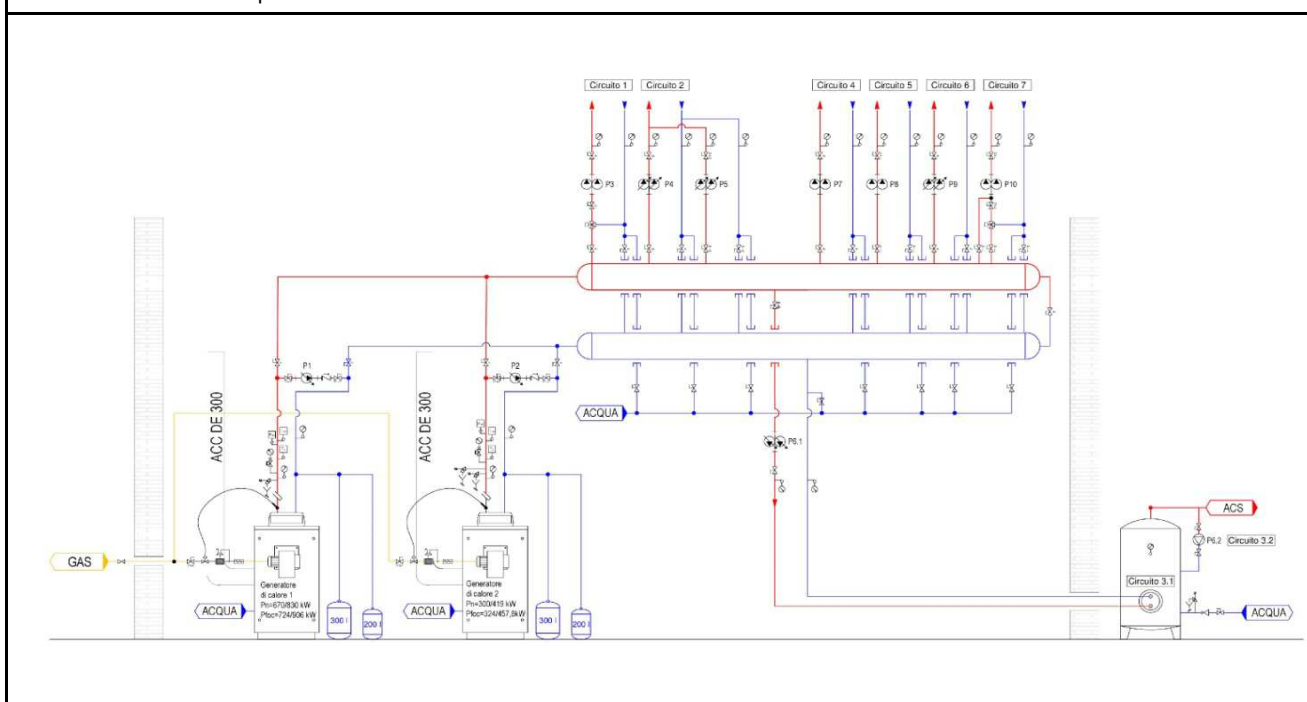 Circuito 1
Circuito 2
Circuito 4
Circuito 5
Circuito 6
Circuito 7
P3
P4
P5
P7
P8
P9
P10
P1
P2
ACC DE 300
ACC DE 300
ACQUA
P6.1
GAS
Generatore
di calore 1
Pn=670/830 kW
Pfoc=724/906 kW
ACQUA
300 l
200 l
Generatore
di calore 2
Pn=300/419 kW
Pfoc=324/457,8kW
ACQUA
300 l
200 l
ACS
P6.2
Circuito 3.2
Circuito 3.1
ACQUA